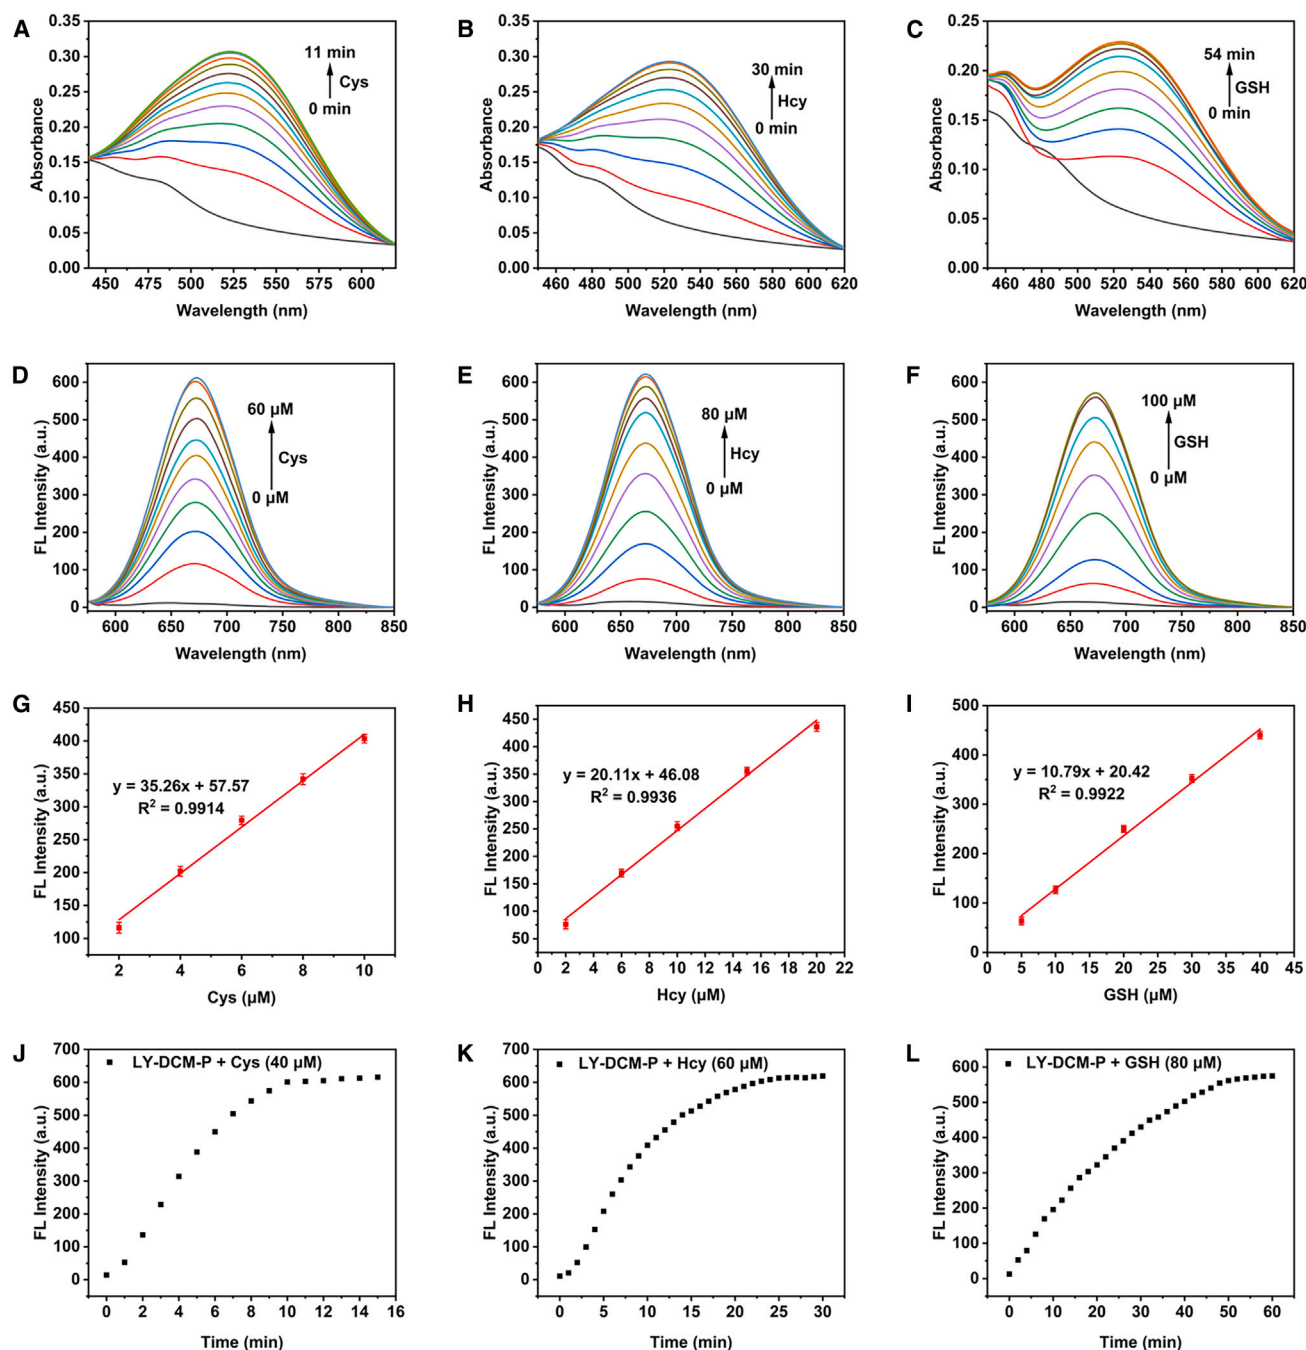 A
0.35
0.30
0.25
0.20
0.15
0.10
0.05
0.00
Absorbance
11 min
Cys
0 min
450 475 500 525 550 575 600
Wavelength (nm)
B
0.35
0.30
0.25
0.20
0.15
0.10
0.05
0.00
Absorbance
30 min
Hcy
0 min
460 480 500 520 540 560 580 600 620
Wavelength (nm)
C
0.25
0.20
0.15
0.10
0.05
0.00
Absorbance
54 min
GSH
0 min
460 480 500 520 540 560 580 600 620
Wavelength (nm)
D
600
500
400
300
200
100
0
FL Intensity (a.u.)
60 µM
Cys
0 µM
600 650 700 750 800 850
Wavelength (nm)
E
600
500
400
300
200
100
0
FL Intensity (a.u.)
80 µM
Hcy
0 µM
600 650 700 750 800 850
Wavelength (nm)
F
600
500
400
300
200
100
0
FL Intensity (a.u.)
100 µM
GSH
0 µM
600 650 700 750 800 850
Wavelength (nm)
G
450
400
350
300
250
200
150
100
FL Intensity (a.u.)
y = 35.26x + 57.57
R² = 0.9914
2 4 6 8 10
Cys (µM)
H
450
400
350
300
250
200
150
100
50
FL Intensity (a.u.)
y = 20.11x + 46.08
R² = 0.9936
0 2 4 6 8 10 12 14 16 18 20 22
Hcy (µM)
I
500
400
300
200
100
0
FL Intensity (a.u.)
y = 10.79x + 20.42
R² = 0.9922
0 5 10 15 20 25 30 35 40 45
GSH (µM)
J
700
600
500
400
300
200
100
0
FL Intensity (a.u.)
LY-DCM-P + Cys (40 µM)
0 2 4 6 8 10 12 14 16
Time (min)
K
700
600
500
400
300
200
100
0
FL Intensity (a.u.)
LY-DCM-P + Hcy (60 µM)
0 5 10 15 20 25 30
Time (min)
L
700
600
500
400
300
200
100
0
FL Intensity (a.u.)
LY-DCM-P + GSH (80 µM)
0 10 20 30 40 50 60
Time (min)